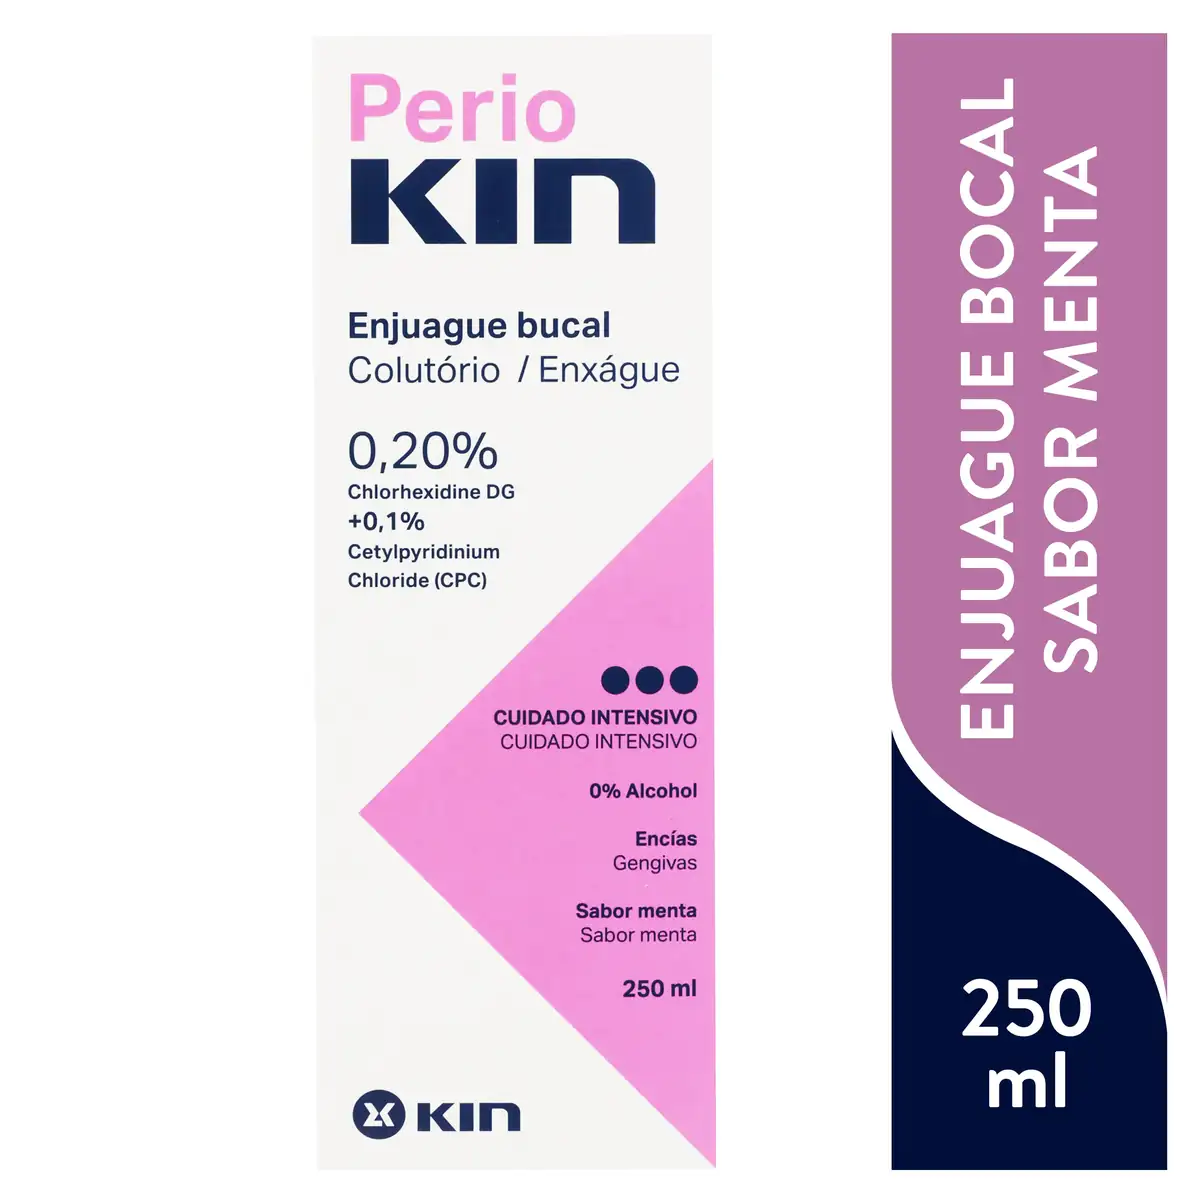 Perio
KIN
Enjuague bucal
Colutório / Enxágue
0,20%
Chlorhexidine DG
+0,1%
Cetylpyridinium
Chloride (CPC)
CUIDADO INTENSIVO
CUIDADO INTENSIVO
0% Alcohol
Encías
Gengivas
Sabor menta
Sabor menta
250 ml
KIN
ENJUAGUE BOCAL
SABOR MENTA
250
ml